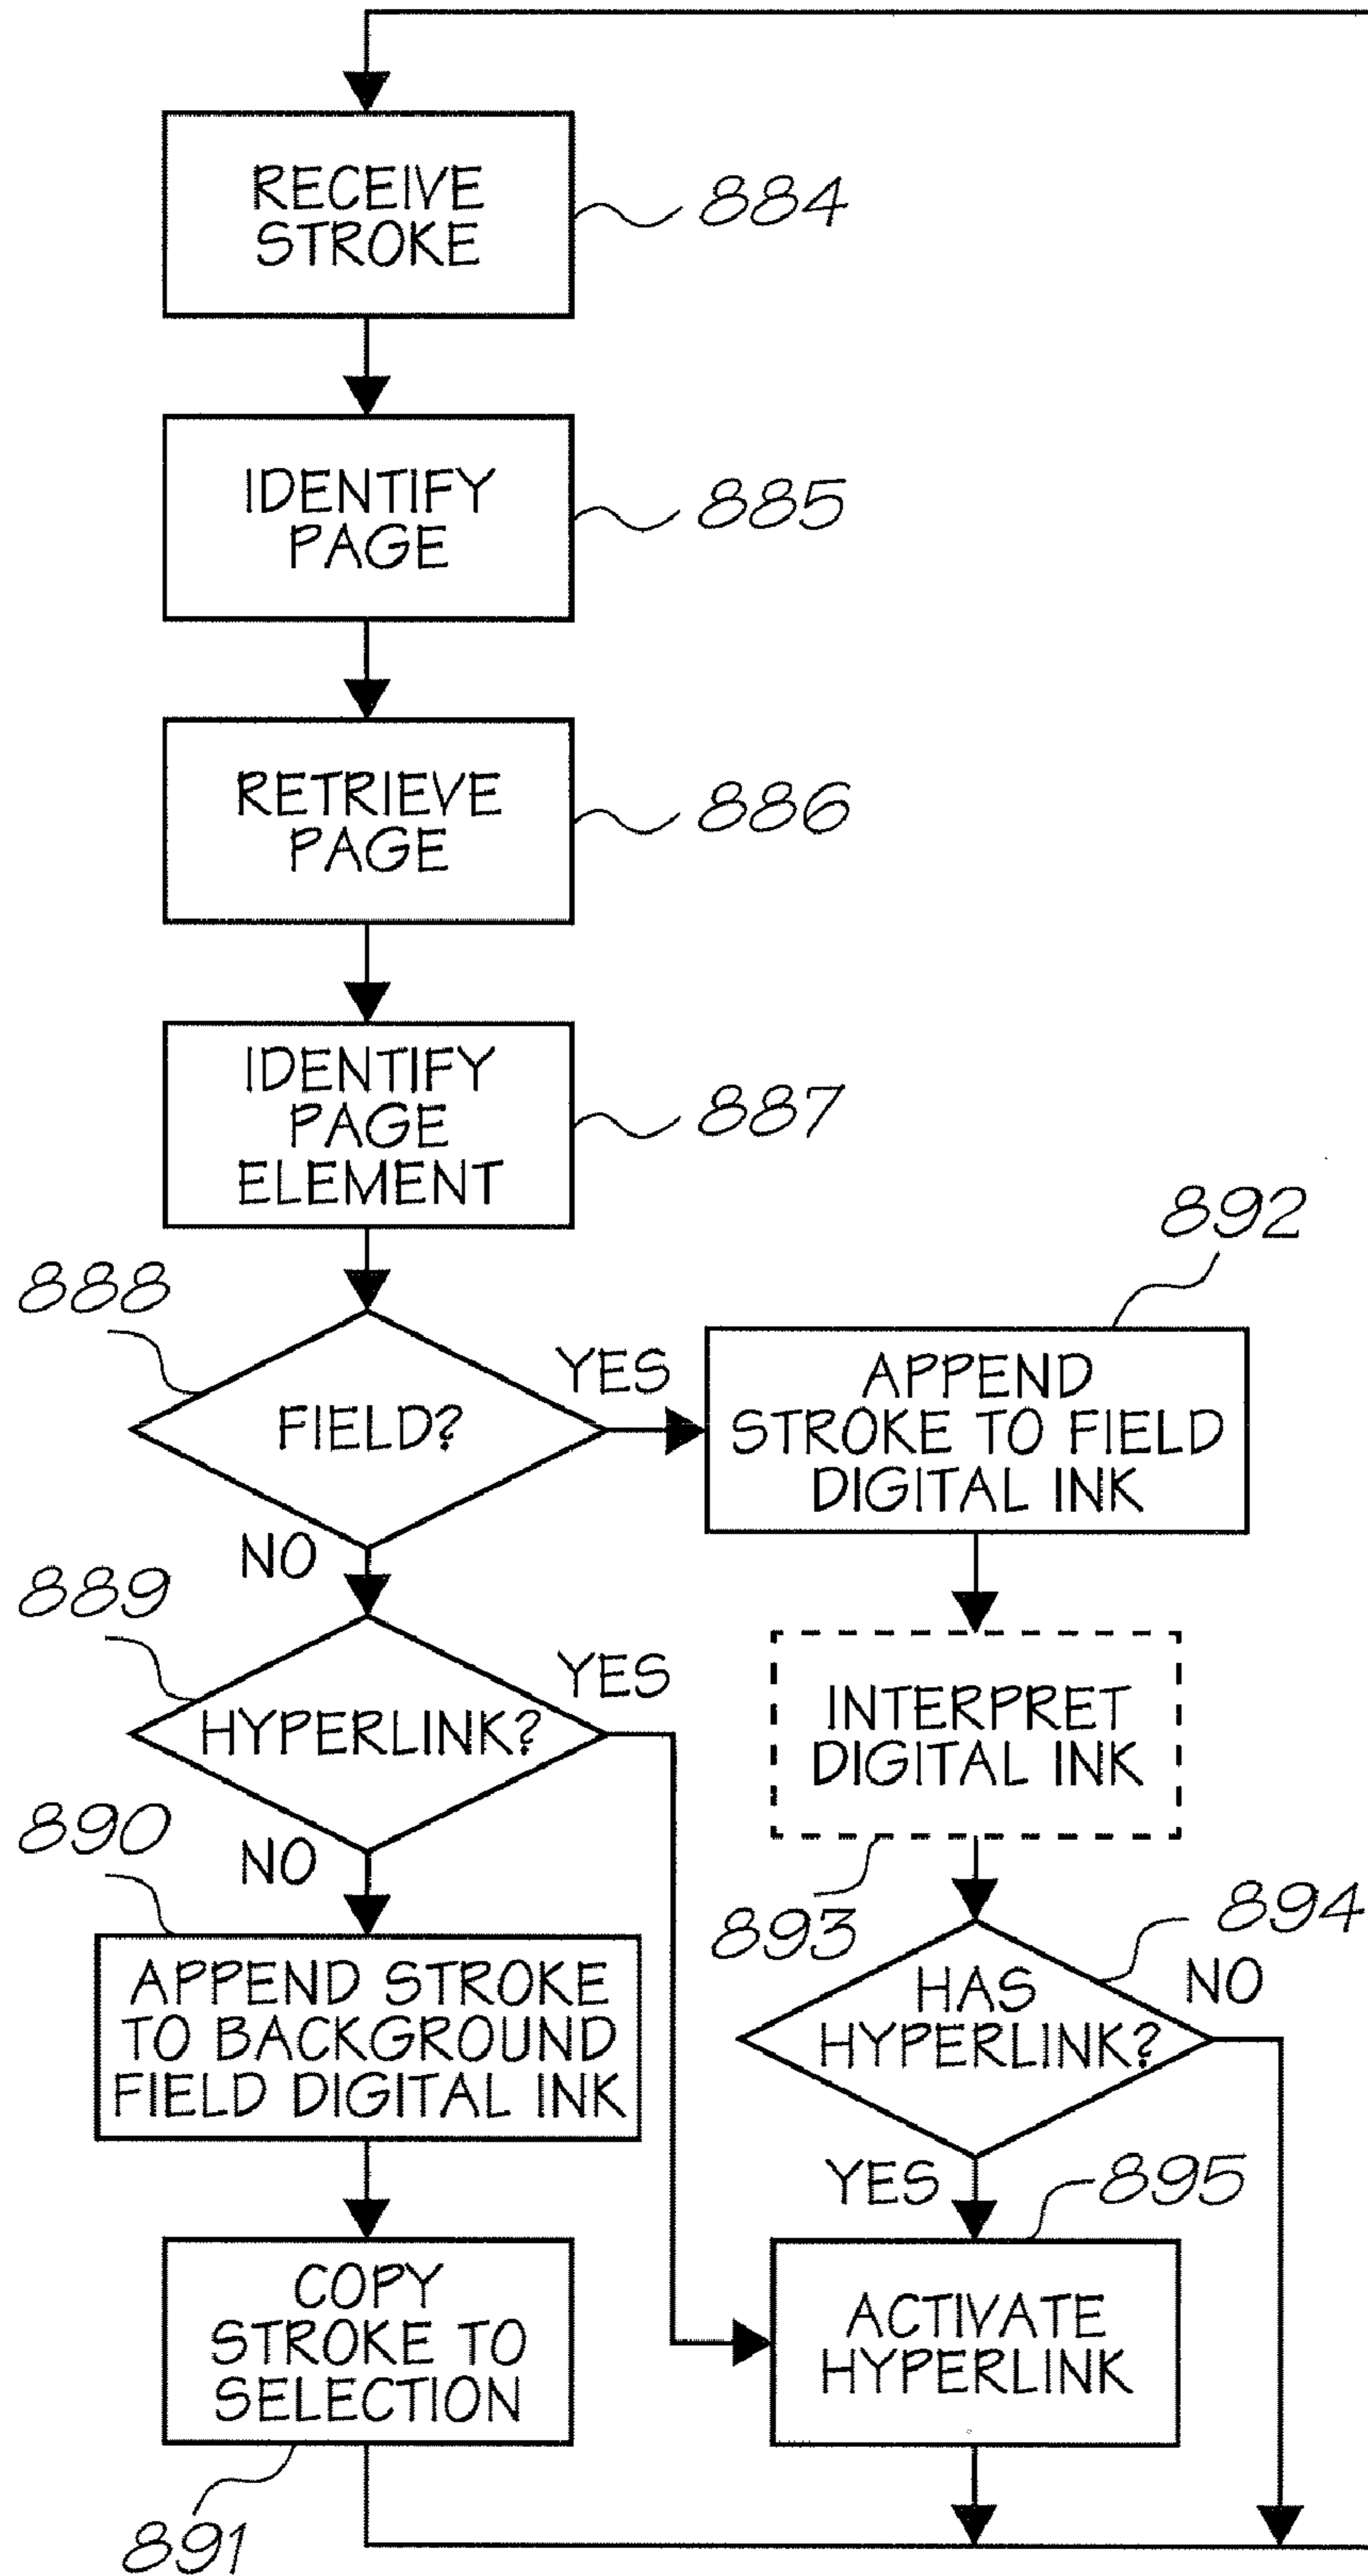 RECEIVE
STROKE
884
IDENTIFY
PAGE
885
RETRIEVE
PAGE
886
IDENTIFY
PAGE
ELEMENT
887
888
FIELD?
YES
NO
892
APPEND
STROKE TO FIELD
DIGITAL INK
889
HYPERLINK?
YES
NO
INTERPRET
DIGITAL INK
893
890
APPEND STROKE
TO BACKGROUND
FIELD DIGITAL INK
894
HAS
HYPERLINK?
NO
YES
COPY
STROKE TO
SELECTION
891
895
ACTIVATE
HYPERLINK